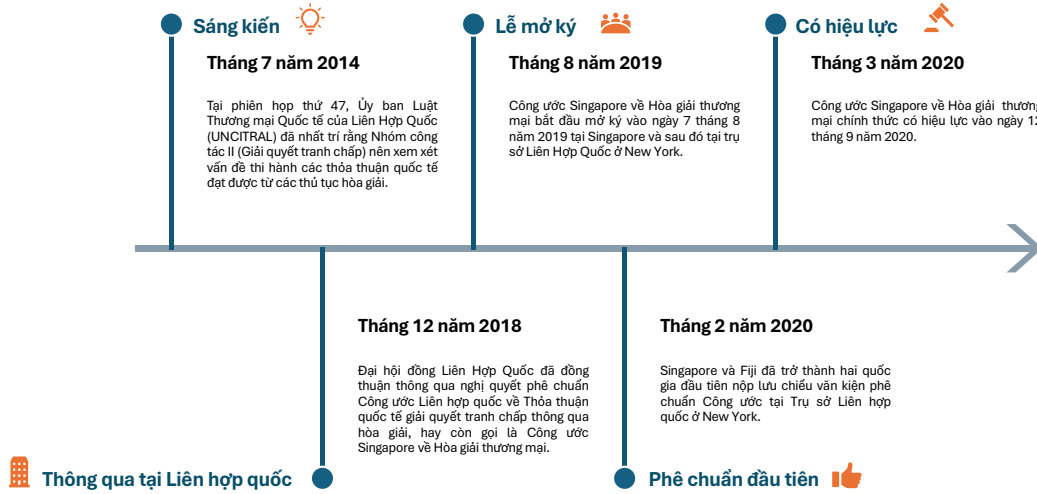 Sáng kiến
Tháng 7 năm 2014
Tại phiên họp thứ 47, Ủy ban Luật
Thương mại Quốc tế của Liên Hợp Quốc
(UNCITRAL) đã nhất trí rằng Nhóm công
tác II (Giải quyết tranh chấp) nên xem xét
vấn đề thi hành các thỏa thuận quốc tế
đạt được từ các thủ tục hòa giải.
Lễ mở ký
Tháng 8 năm 2019
Công ước Singapore về Hòa giải thương
mại bắt đầu mở ký vào ngày 7 tháng 8
năm 2019 tại Singapore và sau đó tại trụ
sở Liên Hợp Quốc ở New York.
Có hiệu lực
Tháng 3 năm 2020
Công ước Singapore về Hòa giải thương
mại chính thức có hiệu lực vào ngày 12
tháng 9 năm 2020.
Tháng 12 năm 2018
Đại hội đồng Liên Hợp Quốc đã đồng
thuận thông qua nghị quyết phê chuẩn
Công ước Liên hợp quốc về Thỏa thuận
quốc tế giải quyết tranh chấp thông qua
hòa giải, hay còn gọi là Công ước
Singapore về Hòa giải thương mại.
Thông qua tại Liên hợp quốc
Tháng 2 năm 2020
Singapore và Fiji đã trở thành hai quốc
gia đầu tiên nộp lưu chiểu văn kiện phê
chuẩn Công ước tại Trụ sở Liên hợp
quốc ở New York.
Phê chuẩn đầu tiên